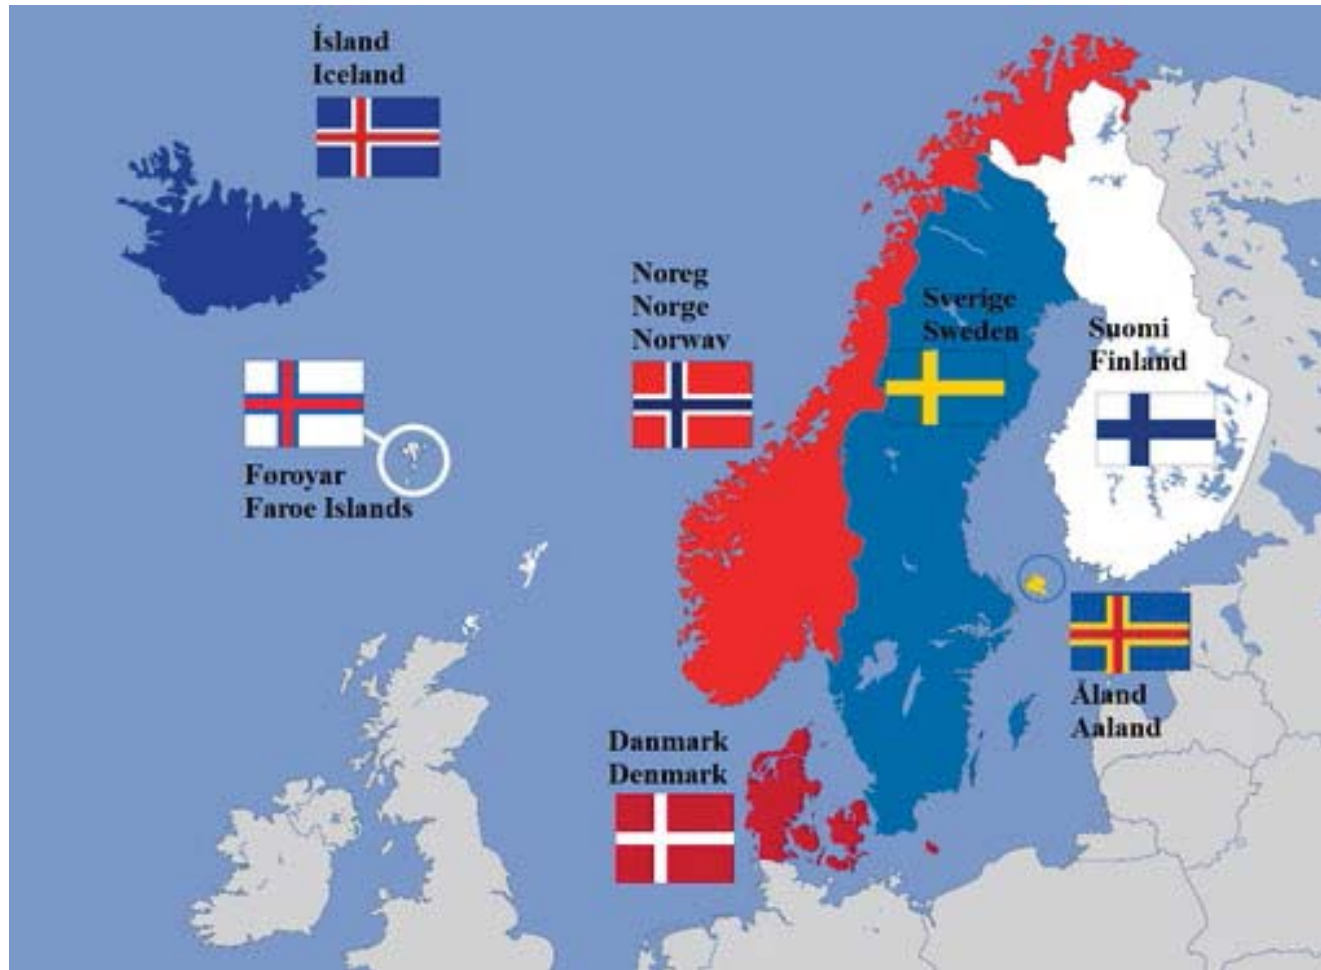 Ísland
Iceland
Noreg
Norge
Norway
Sverige
Sweden
Suomi
Finland
Føroyar
Faroe Islands
Åland
Aaland
Danmark
Denmark